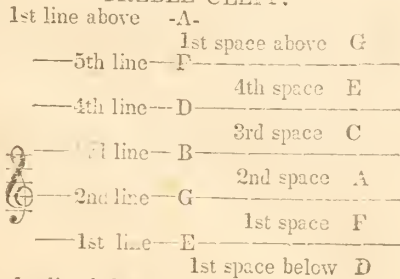 1st line above -A-
1st space above G
5th line F
4th space E
4th line D
3rd space C
line B
2nd space A
2nd line G
1st space F
1st line E
1st space below D